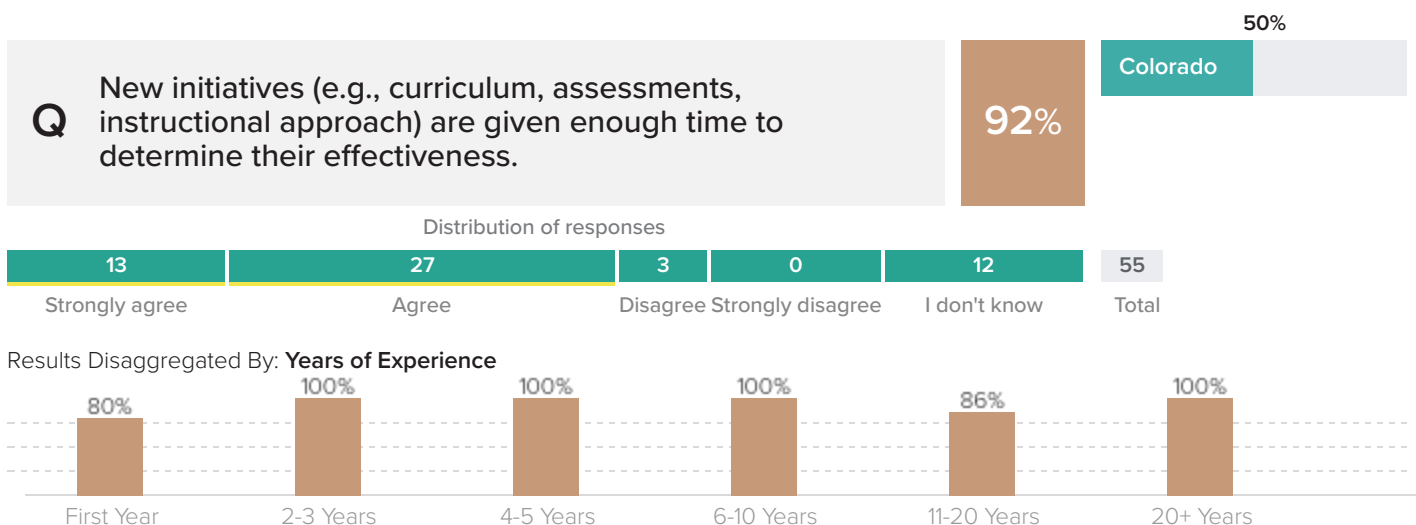 50%
Q
New initiatives (e.g., curriculum, assessments,
instructional approach) are given enough time to
determine their effectiveness.
92%
Colorado
Distribution of responses
13 27 3 0 12 55
Strongly agree Agree Disagree Strongly disagree I don't know Total
Results Disaggregated By: Years of Experience
80% 100% 100% 100% 86% 100%
First Year 2-3 Years 4-5 Years 6-10 Years 11-20 Years 20+ Years